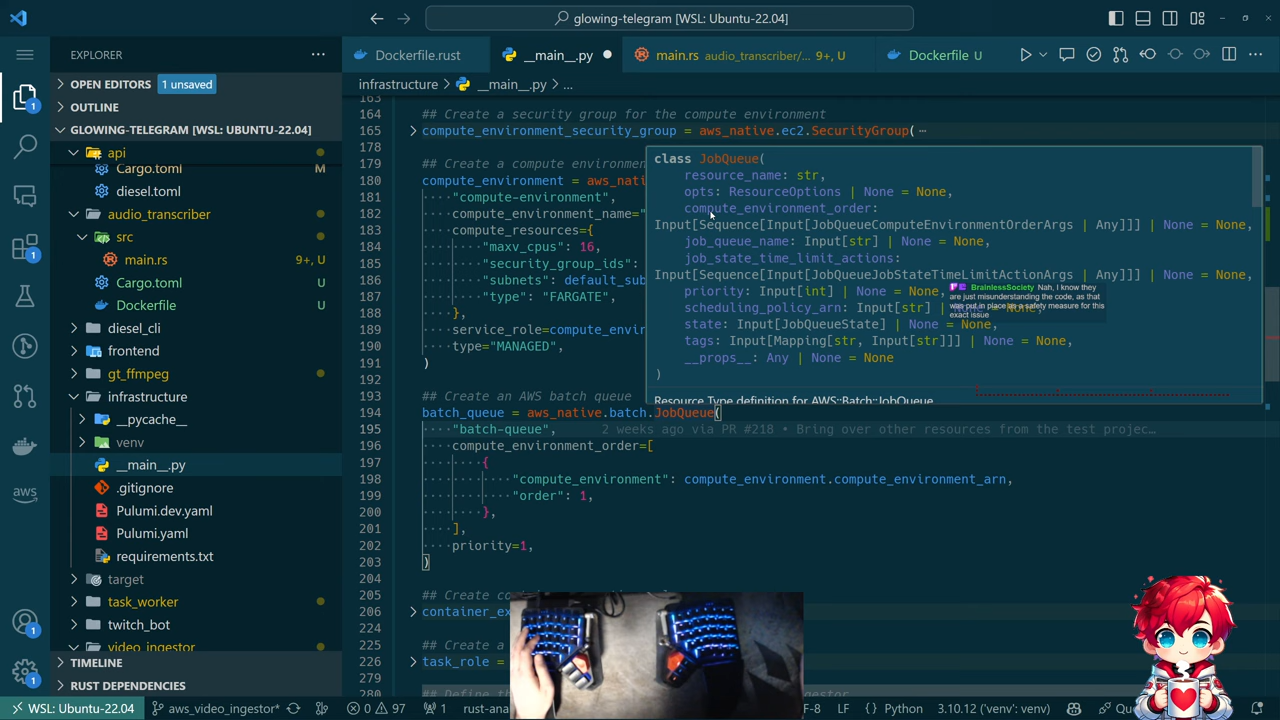 glowing-telegram [WSL: Ubuntu-22.04]
EXPLORER
OPEN EDITORS
1 unsaved
OUTLINE
GLOWING-TELEGRAM [WSL: UBUNTU-22.04]
api
Cargo.toml
M
diesel.toml
audio_transcriber
src
main.rs
9+, U
Cargo.toml
U
Dockerfile
U
diesel_cli
frontend
gt_ffmpeg
infrastructure
__pycache__
venv
__main__.py
.gitignore
Pulumi.dev.yaml
Pulumi.yaml
requirements.txt
target
task_worker
twitch_bot
video_ingestor
TIMELINE
RUST DEPENDENCIES
1
1
1
aws
Dockerfile.rust
__main__.py
main.rs audio_transcriber/... 9+, U
Dockerfile U
infrastructure > __main__.py > ...
163
164 ## Create a security group for the compute environment
165 compute_environment_security_group = aws_native.ec2.SecurityGroup( ⋯
178
179 ## Create a compute environmen
180 compute_environment = aws_nati
181 ····"compute-environment",
182 ····compute_environment_name="
183 ····compute_resources={
184 ········"maxv_cpus": 16,
185 ········"security_group_ids":
186 ········"subnets": default_sub
187 ········"type": "FARGATE",
188 ····},
189 ····service_role=compute_envir
190 ····type="MANAGED",
191 )
192
193 ## Create an AWS batch queue
194 batch_queue = aws_native.batch.JobQueue(
195 ····"batch-queue", 2 weeks ago via PR #218 • Bring over other resources from the test projec…
196 ····compute_environment_order=[
197 ········{
198 ············"compute_environment": compute_environment.compute_environment_arn,
199 ············"order": 1,
200 ········},
201 ····],
202 ····priority=1,
203 )
204
205 ## Create co
206 container_ex
224
225 ## Create a
226 task_role =
280 ## Define th
class JobQueue(
resource_name: str,
opts: ResourceOptions | None = None,
compute_environment_order:
Input[Sequence[Input[JobQueueComputeEnvironmentOrderArgs | Any]]] | None = None,
job_queue_name: Input[str] | None = None,
job_state_time_limit_actions:
Input[Sequence[Input[JobQueueJobStateTimeLimitActionArgs | Any]]] | None = None,
priority: Input[int] | None = None,
scheduling_policy_arn: Input[str] | None = None,
state: Input[JobQueueState] | None = None,
tags: Input[Mapping[str, Input[str]]] | None = None,
__props__: Any | None = None
)
Resource Type definition for AWS::Batch::JobQueue
BrainlessSociety Nah, I know they
are just misunderstanding the code, as that
was put in place as a safety measure for this
exact issue
WSL: Ubuntu-22.04
aws_video_ingestor*
0
97
1
rust-ana
F-8
LF
Python
3.10.12 ('venv': venv)